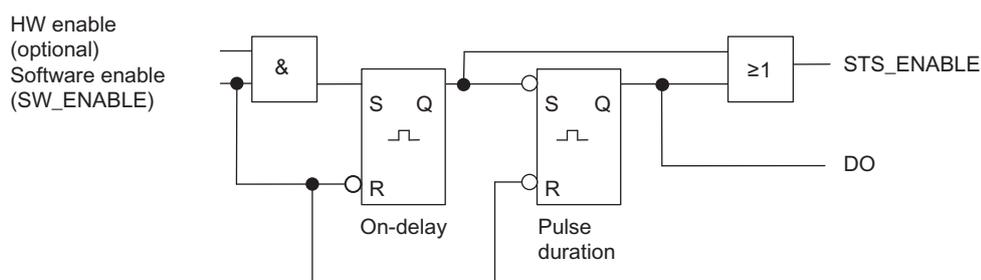 HW enable
(optional)
Software enable
(SW_ENABLE)
&
≥1
STS_ENABLE
S Q
S Q
DO
R
R
On-delay
Pulse
duration